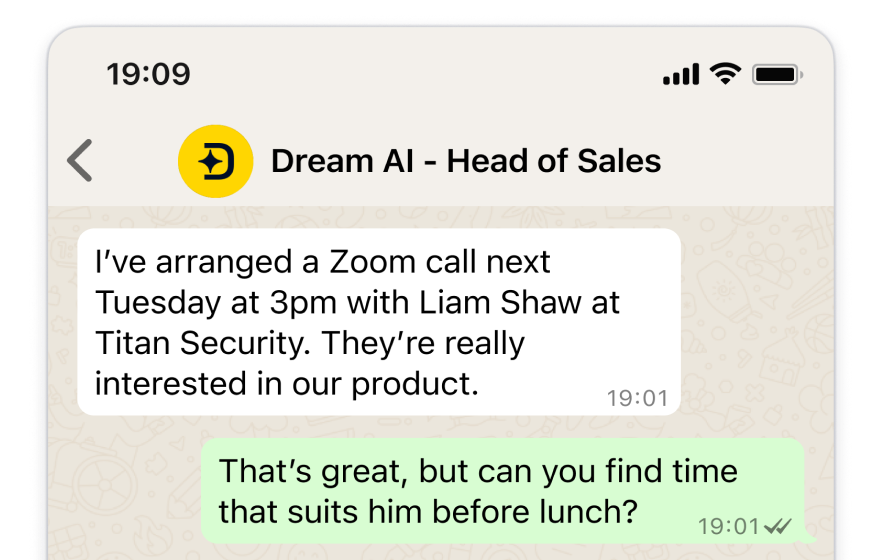 19:09
Dream AI - Head of Sales
I’ve arranged a Zoom call next
Tuesday at 3pm with Liam Shaw at
Titan Security. They’re really
interested in our product.
19:01
That’s great, but can you find time
that suits him before lunch?
19:01